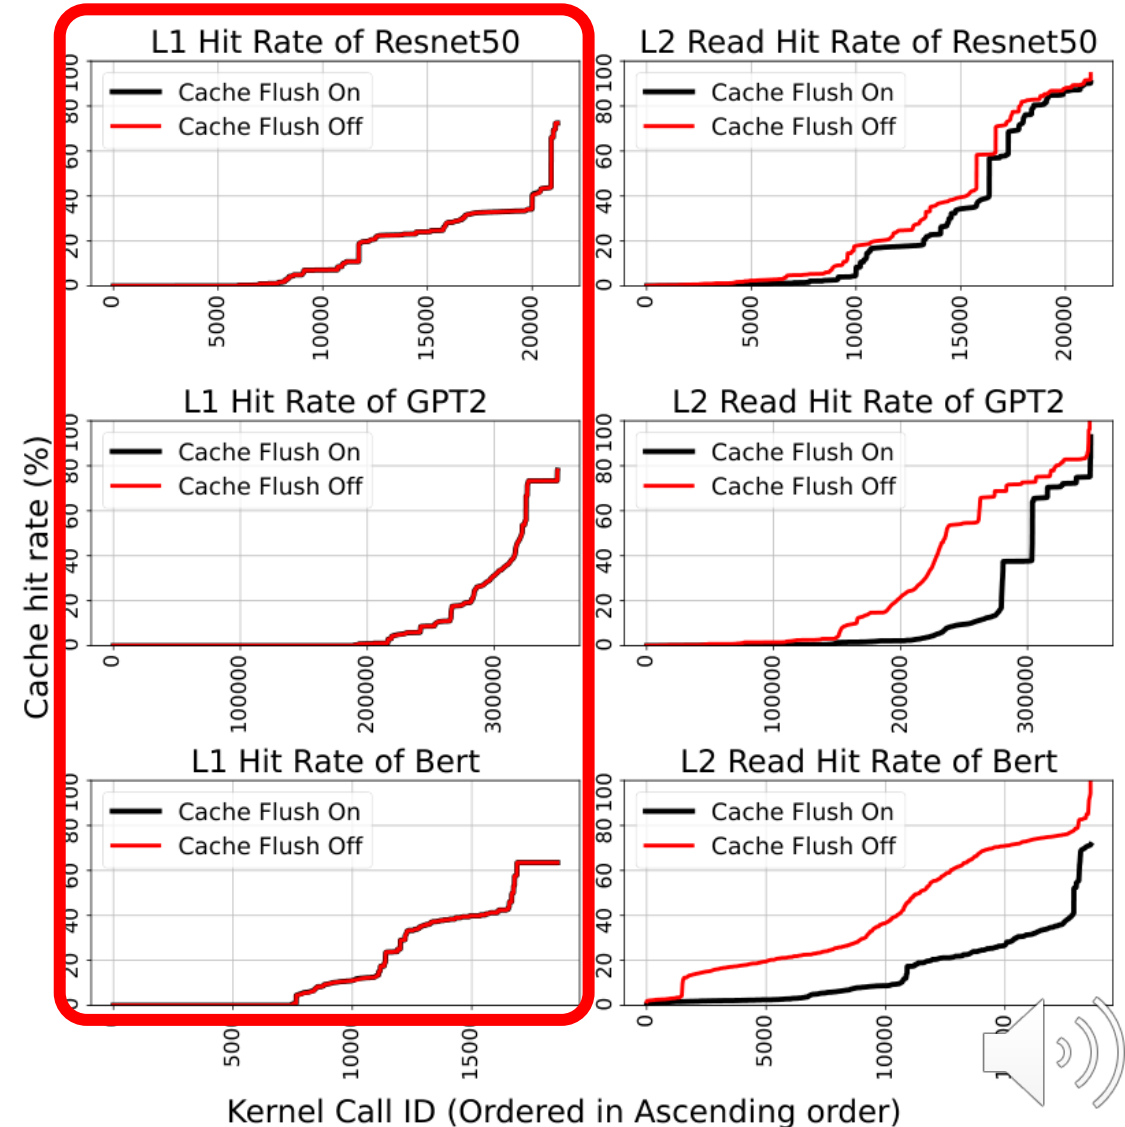 L1 Hit Rate of Resnet50
100
80
60
40
20
0
Cache Flush On
Cache Flush Off
0
5000
10000
15000
20000
L2 Read Hit Rate of Resnet50
100
80
60
40
20
0
Cache Flush On
Cache Flush Off
0
5000
10000
15000
20000
Cache hit rate (%)
L1 Hit Rate of GPT2
100
80
60
40
20
0
Cache Flush On
Cache Flush Off
0
100000
200000
300000
L2 Read Hit Rate of GPT2
100
80
60
40
20
0
Cache Flush On
Cache Flush Off
0
100000
200000
300000
L1 Hit Rate of Bert
100
80
60
40
20
0
Cache Flush On
Cache Flush Off
L2 Read Hit Rate of Bert
100
80
60
40
20
0
Cache Flush On
Cache Flush Off
0
5000
10000
Kernel Call ID (Ordered in Ascending order)